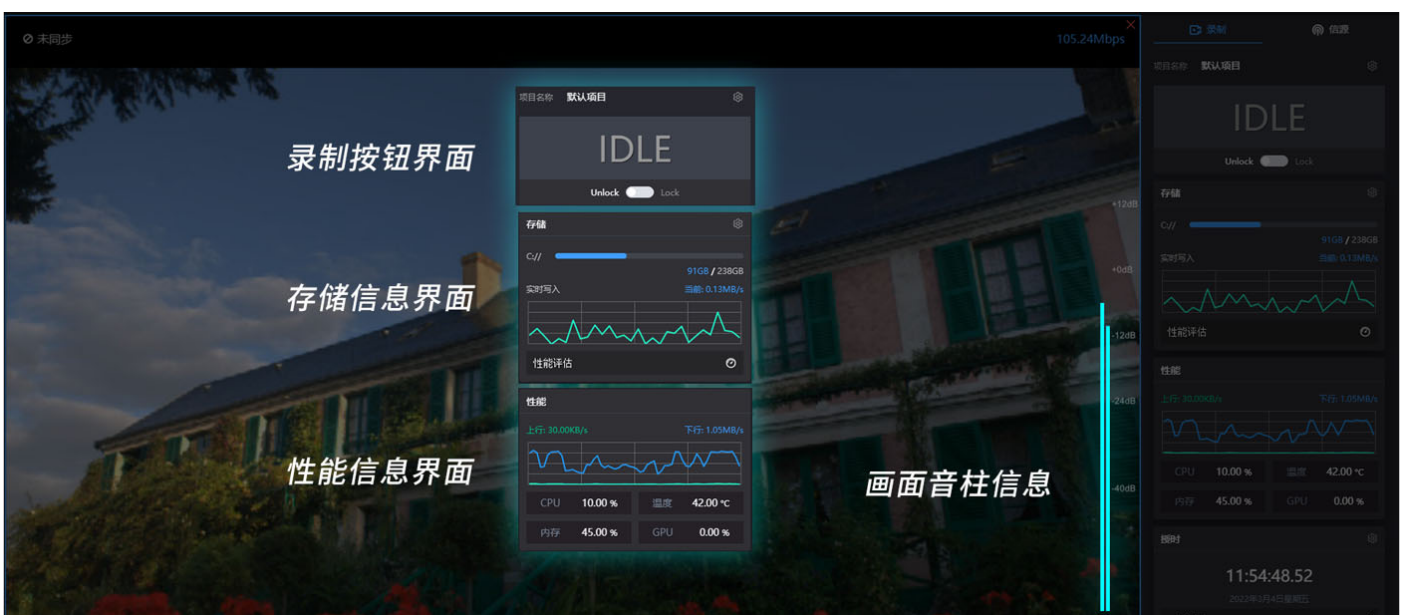 未同步
105.24Mbps
录制
信源
项目名称 默认项目
IDLE
Unlock Lock
录制按钮界面
存储
C://
91GB / 238GB
实时写入 当前: 0.13MB/s
性能评估
存储信息界面
性能
上行: 30.00KB/s 下行: 1.05MB/s
CPU 10.00 % 温度 42.00 ℃
内存 45.00 % GPU 0.00 %
性能信息界面
画面音柱信息
+12dB
+0dB
-12dB
-24dB
-40dB
项目名称 默认项目
IDLE
Unlock Lock
存储
C://
91GB / 238GB
实时写入 当前: 0.13MB/s
性能评估
性能
上行: 30.00KB/s 下行: 1.05MB/s
CPU 10.00 % 温度 42.00 ℃
内存 45.00 % GPU 0.00 %
授时
11:54:48.52